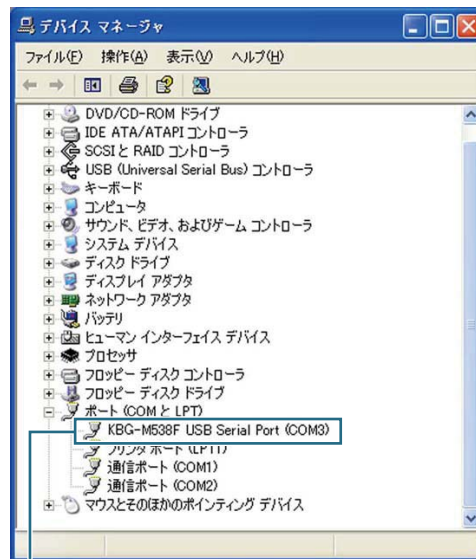 デバイス マネージャ
ファイル(F) 操作(A) 表示(V) ヘルプ(H)
DVD/CD-ROM ドライブ
IDE ATA/ATAPI コントローラ
SCSI と RAID コントローラ
USB (Universal Serial Bus) コントローラ
キーボード
コンピュータ
サウンド、ビデオ、およびゲーム コントローラ
システム デバイス
ディスク ドライブ
ディスプレイ アダプタ
ネットワーク アダプタ
バッテリ
ヒューマン インターフェイス デバイス
プロセッサ
フロッピー ディスク コントローラ
フロッピー ディスク ドライブ
ポート (COM と LPT)
KBG-M538F USB Serial Port (COM3)
プリンタ ポート (LPT1)
通信ポート (COM1)
通信ポート (COM2)
マウスとそのほかのポインティング デバイス